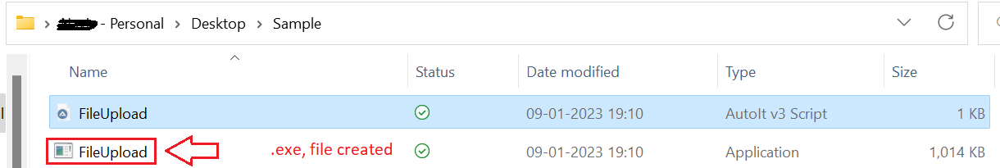 - Personal > Desktop > Sample
Name Status Date modified Type Size
FileUpload 09-01-2023 19:10 AutoIt v3 Script 1 KB
FileUpload .exe, file created 09-01-2023 19:10 Application 1,014 KB